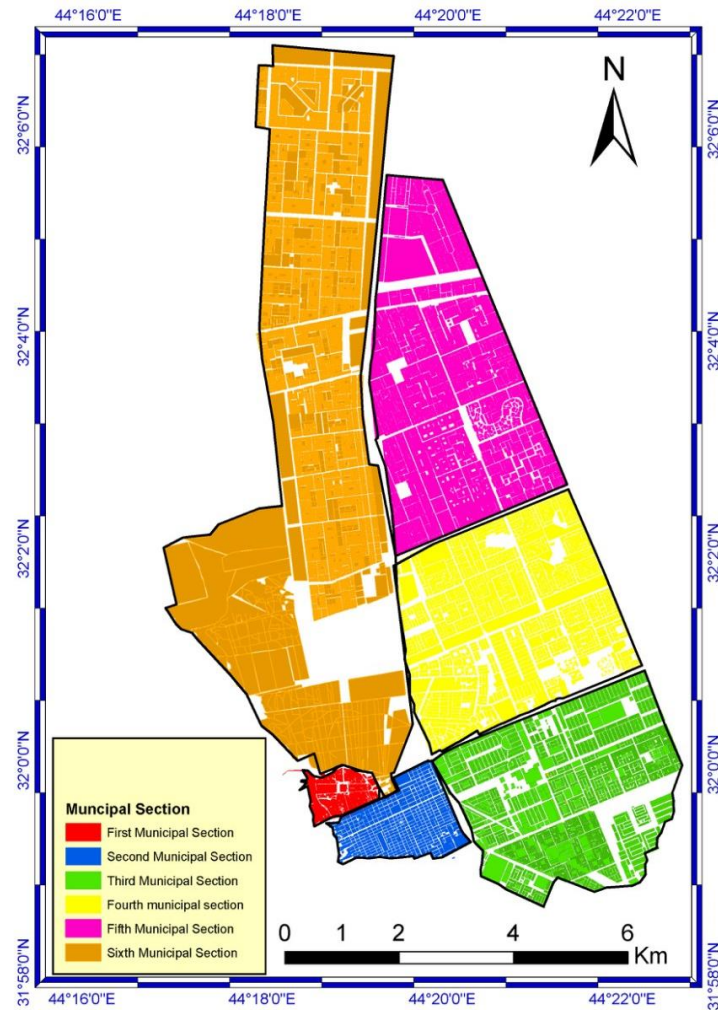 44°16'0"E 44°18'0"E 44°20'0"E 44°22'0"E
N
32°6'0"N 32°6'0"N
32°4'0"N 32°4'0"N
32°2'0"N 32°2'0"N
32°0'0"N 32°0'0"N
Muncipal Section
First Municipal Section
Second Municipal Section
Third Municipal Section
Fourth municipal section
Fifth Municipal Section
Sixth Municipal Section
0 1 2 4 6
Km
31°58'0"N 31°58'0"N
44°16'0"E 44°18'0"E 44°20'0"E 44°22'0"E